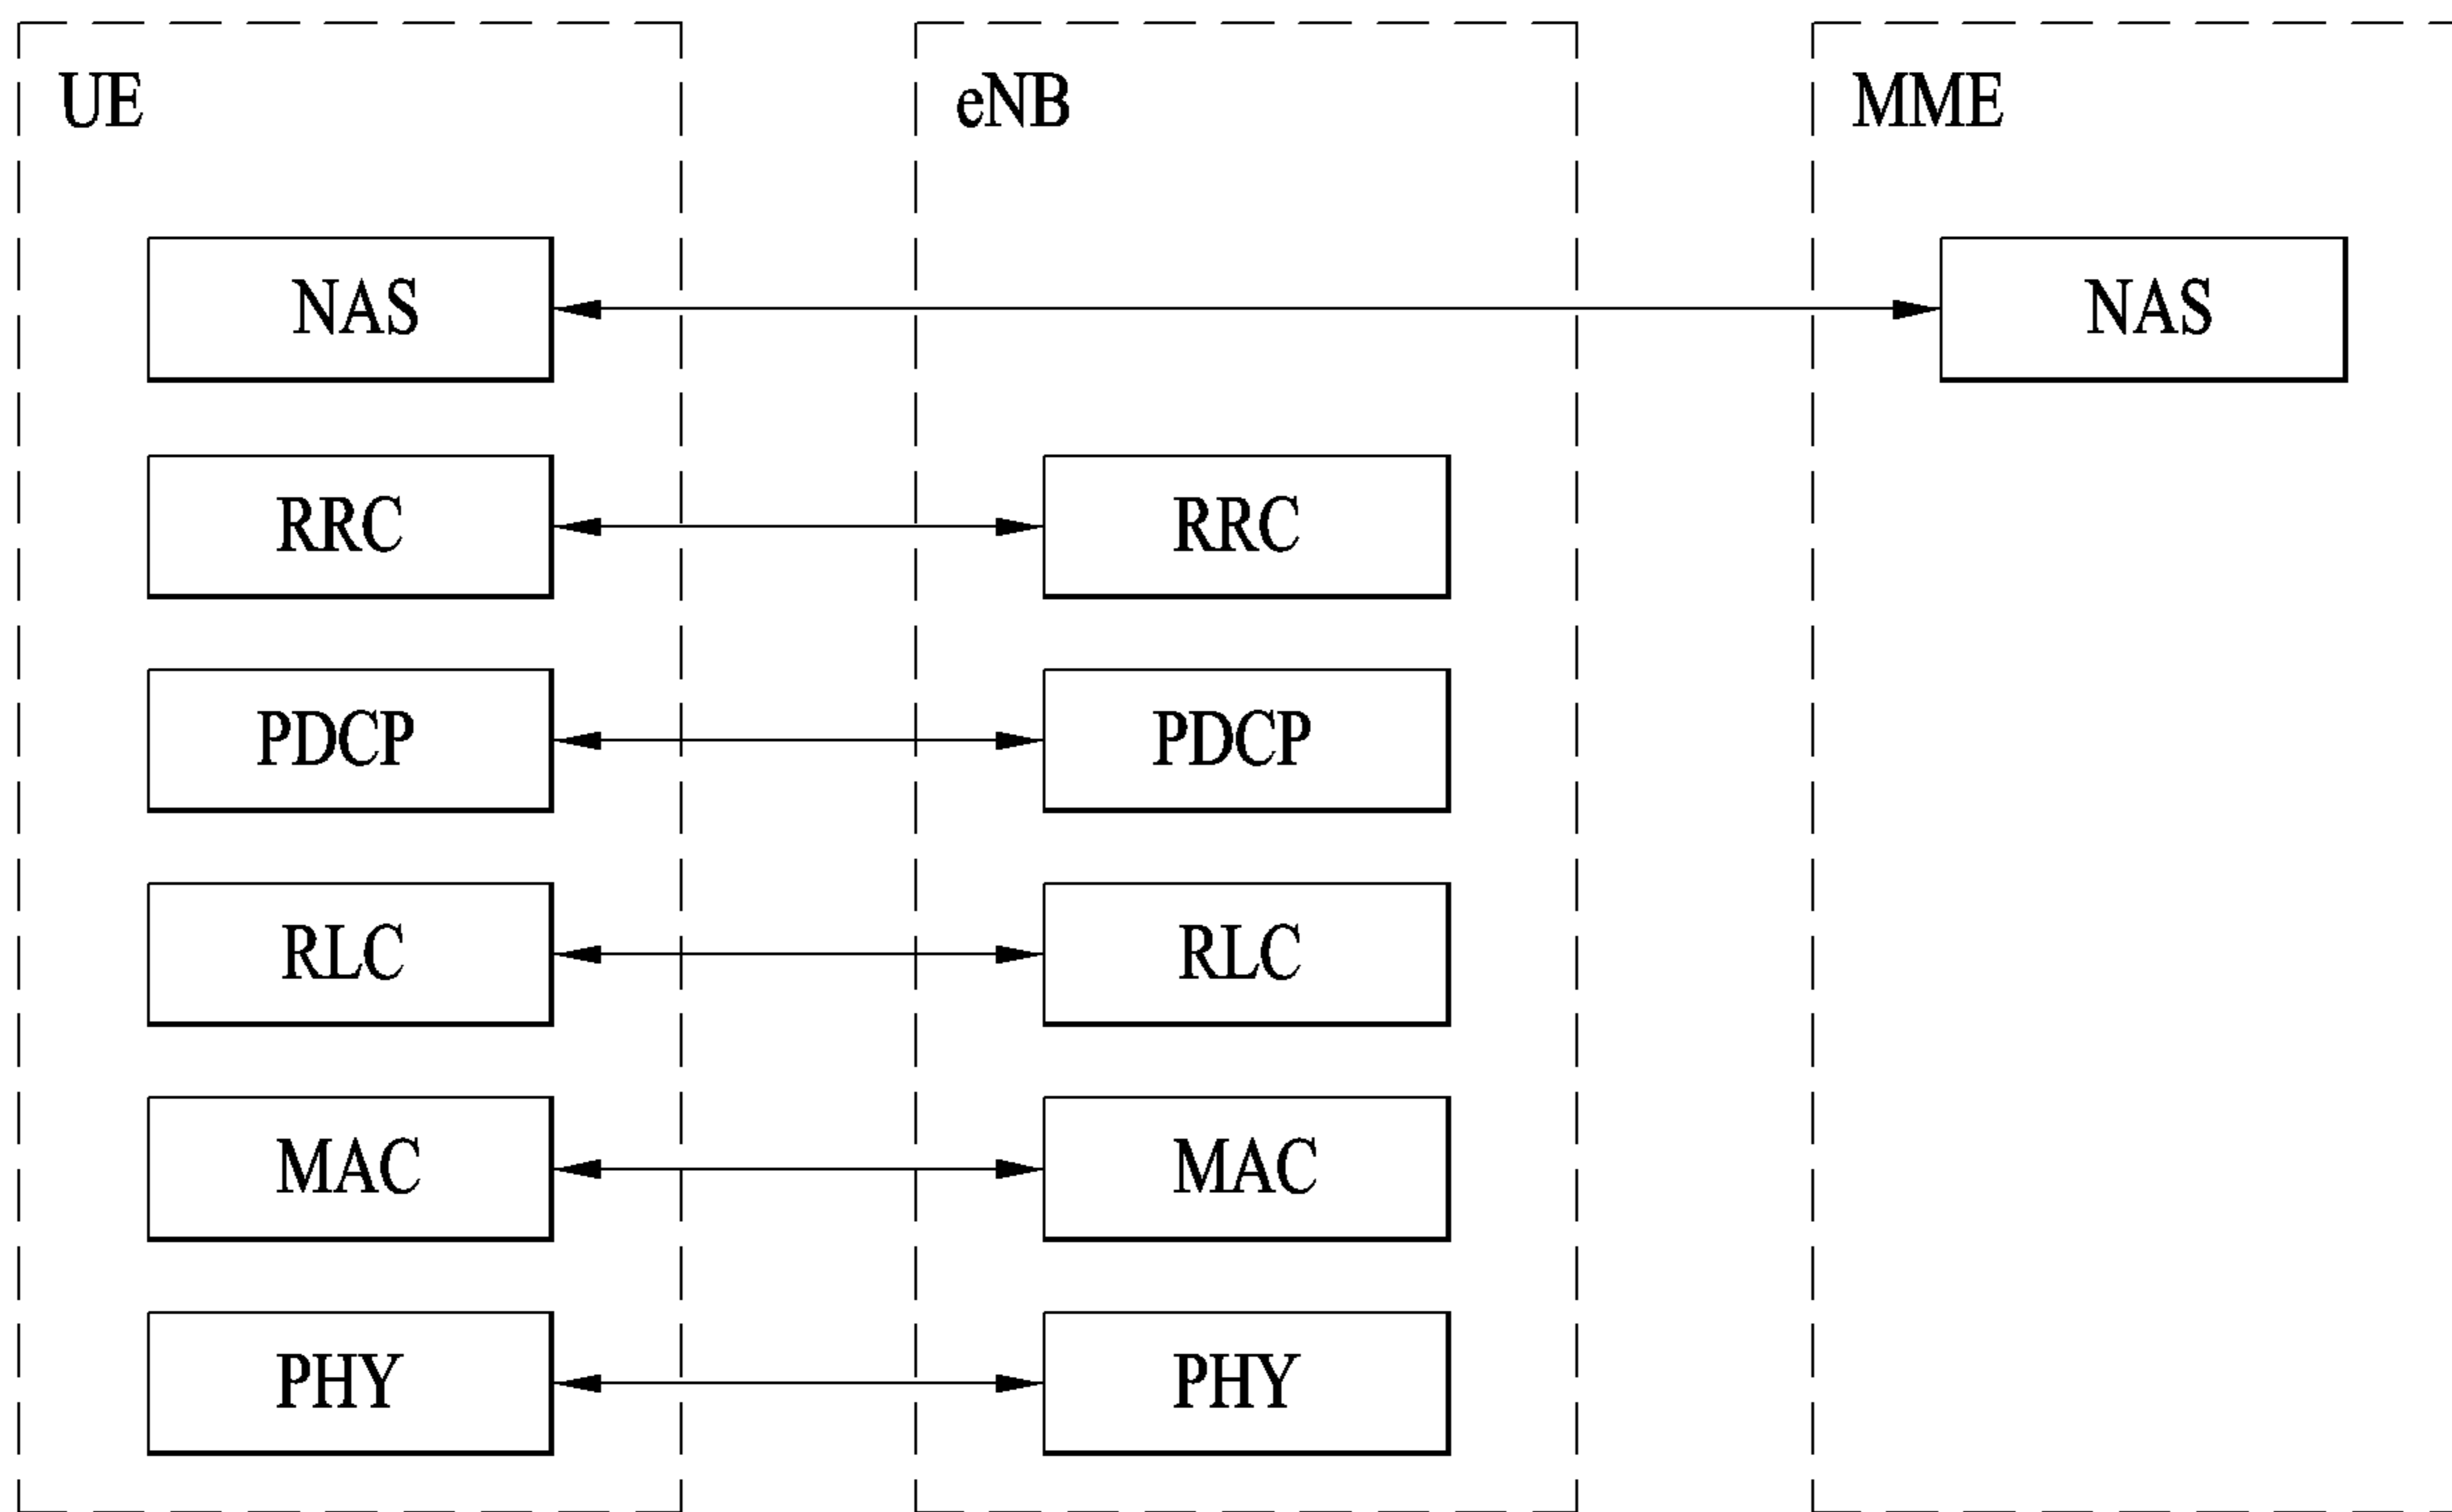 UE eNB MME
NAS NAS
RRC RRC
PDCP PDCP
RLC RLC
MAC MAC
PHY PHY